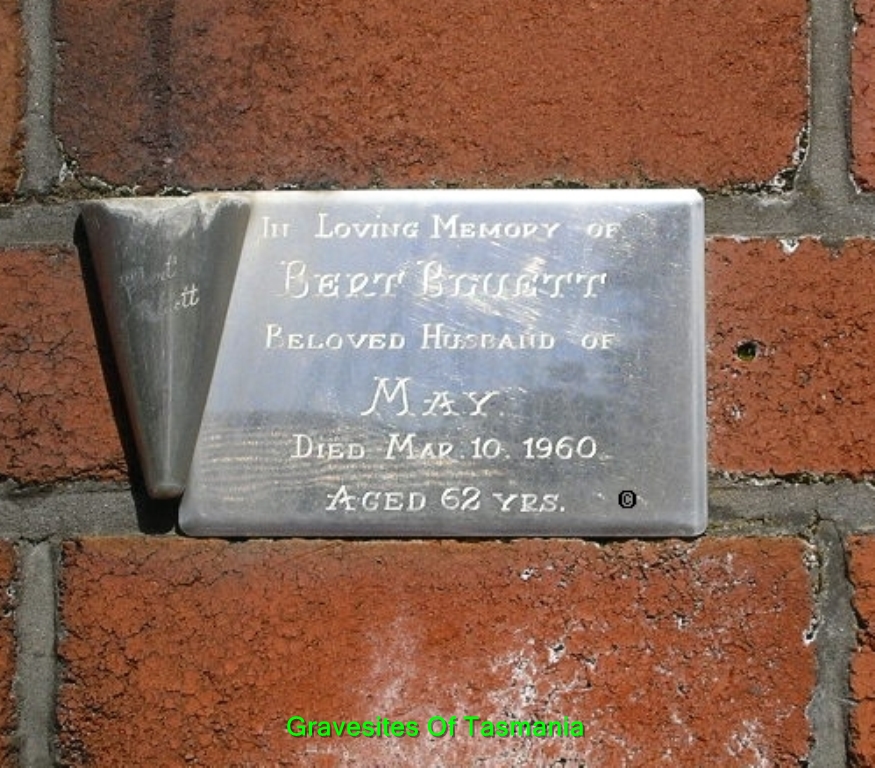 In Loving Memory of
Bert Bluett
Beloved Husband of
May.
Died Mar. 10. 1960.
Aged 62 yrs.
©
Gravesites Of Tasmania